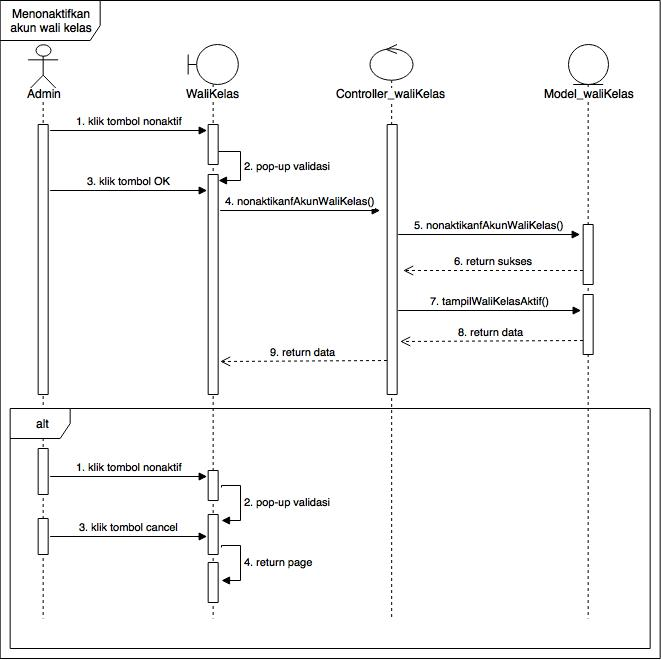 Menonaktifkan
akun wali kelas
Admin
WaliKelas
Controller_waliKelas
Model_waliKelas
1. klik tombol nonaktif
2. pop-up validasi
3. klik tombol OK
4. nonaktikanfAkunWaliKelas()
5. nonaktikanfAkunWaliKelas()
6. return sukses
7. tampilWaliKelasAktif()
8. return data
9. return data
alt
1. klik tombol nonaktif
2. pop-up validasi
3. klik tombol cancel
4. return page